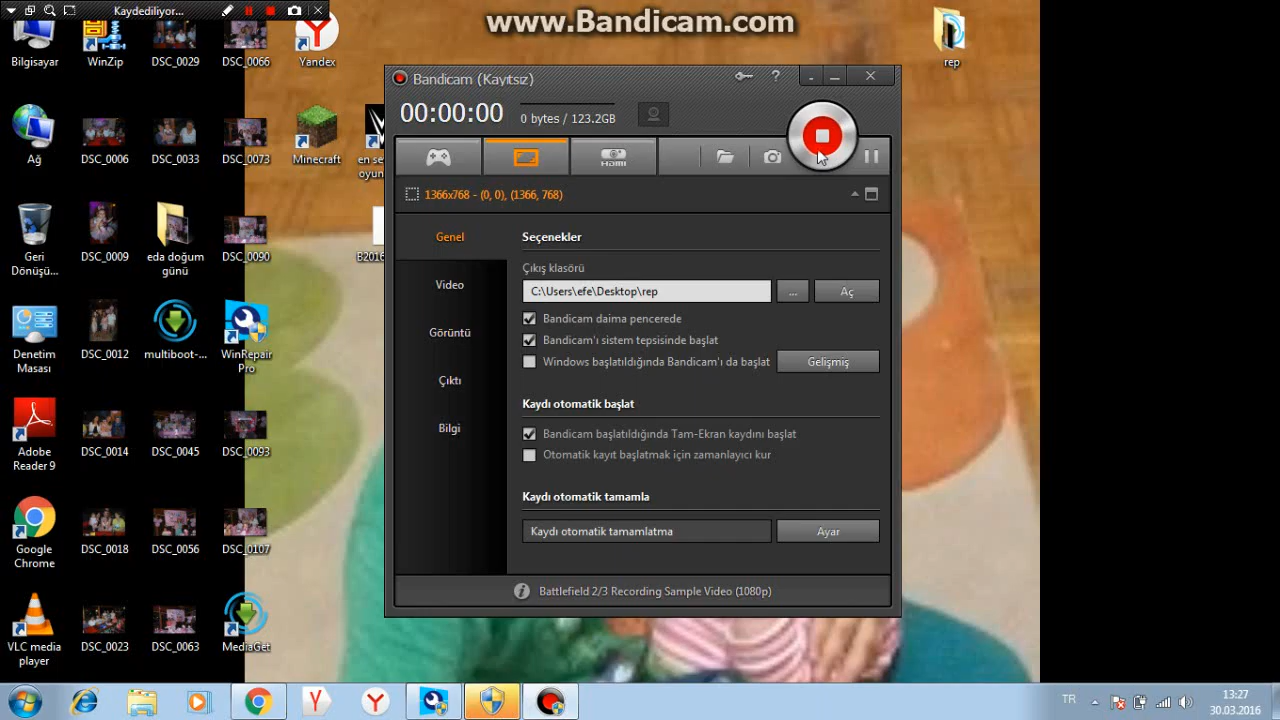 Kaydediliyor...
www.Bandicam.com
Bilgisayar
WinZip
DSC_0029
DSC_0066
Yandex
rep
Ağ
DSC_0006
DSC_0033
DSC_0073
Minecraft
en se
oyun
Geri
Dönüşü...
DSC_0009
eda doğum
günü
DSC_0090
B2016
Denetim
Masası
DSC_0012
multiboot-...
WinRepair
Pro
Adobe
Reader 9
DSC_0014
DSC_0045
DSC_0093
Google
Chrome
DSC_0018
DSC_0056
DSC_0107
VLC media
player
DSC_0023
DSC_0063
MediaGet
Bandicam (Kayıtsız)
?
00:00:00
0 bytes / 123.2GB
HDMI
1366x768 - (0, 0), (1366, 768)
Genel
Video
Görüntü
Çıktı
Bilgi
Seçenekler
Çıkış klasörü
C:\Users\efe\Desktop\rep
...
Aç
Bandicam daima pencerede
Bandicam'ı sistem tepsisinde başlat
Windows başlatıldığında Bandicam'ı da başlat
Gelişmiş
Kaydı otomatik başlat
Bandicam başlatıldığında Tam-Ekran kaydını başlat
Otomatik kayıt başlatmak için zamanlayıcı kur
Kaydı otomatik tamamla
Kaydı otomatik tamamlatma
Ayar
Battlefield 2/3 Recording Sample Video (1080p)
TR
13:27
30.03.2016